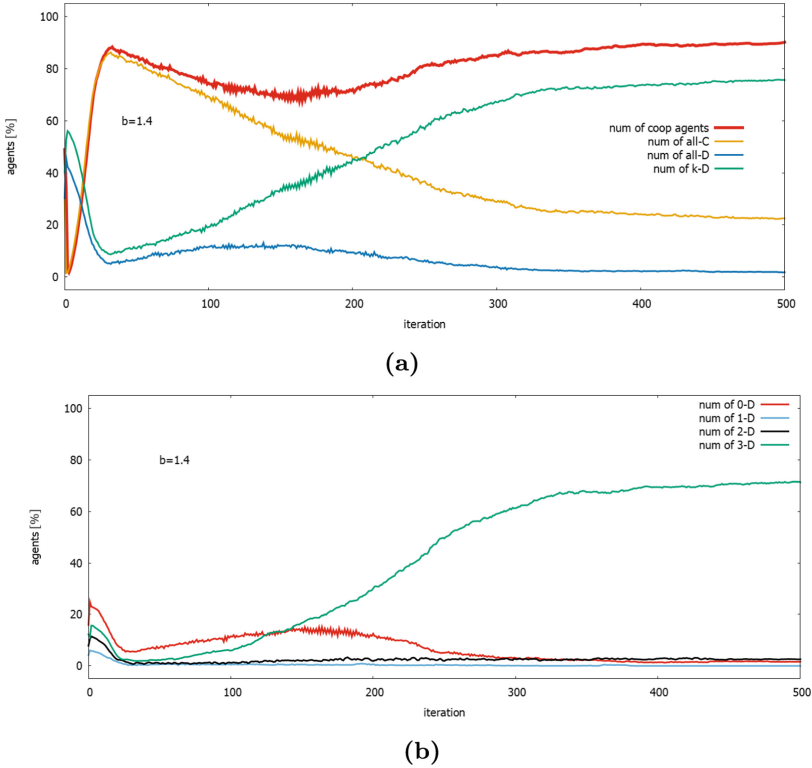 100
80
60
40
20
0
agents [%]
b=1.4
num of coop agents
num of all-C
num of all-D
num of k-D
0 100 200 300 400 500
iteration
(a)
100
80
60
40
20
0
agents [%]
b=1.4
num of 0-D
num of 1-D
num of 2-D
num of 3-D
0 100 200 300 400 500
iteration
(b)